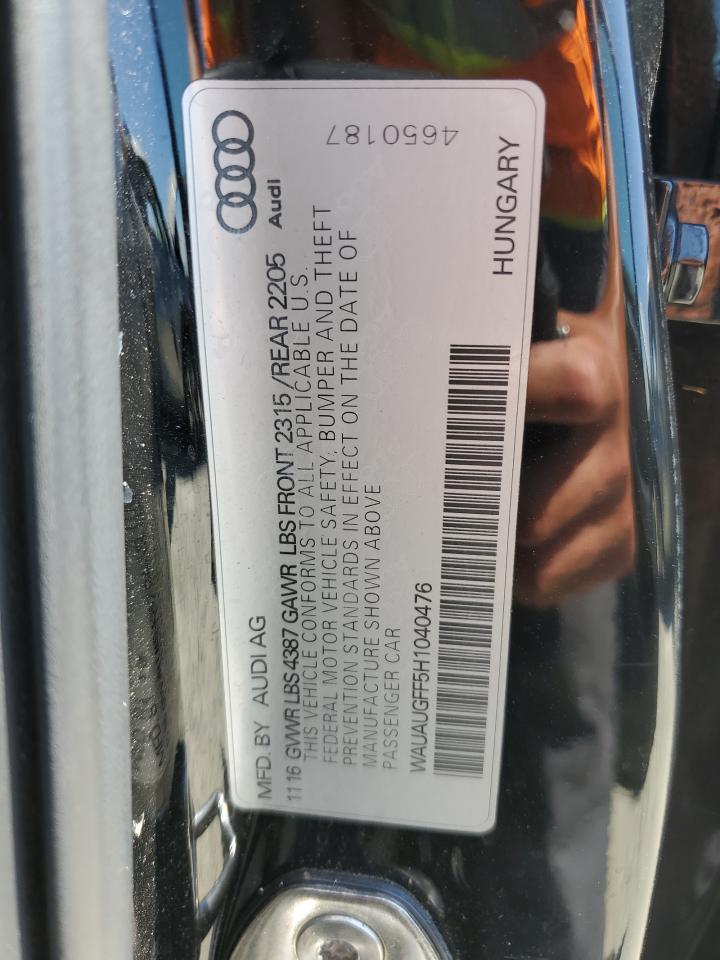 4650187
Audi
HUNGARY
MFD. BY AUDI AG
11 16 GVWR LBS 4387 GAWR LBS FRONT 2315 /REAR 2205
THIS VEHICLE CONFORMS TO ALL APPLICABLE U.S.
FEDERAL MOTOR VEHICLE SAFETY, BUMPER AND THEFT
PREVENTION STANDARDS IN EFFECT ON THE DATE OF
MANUFACTURE SHOWN ABOVE
PASSENGER CAR
WAUAUGFF5H1040476